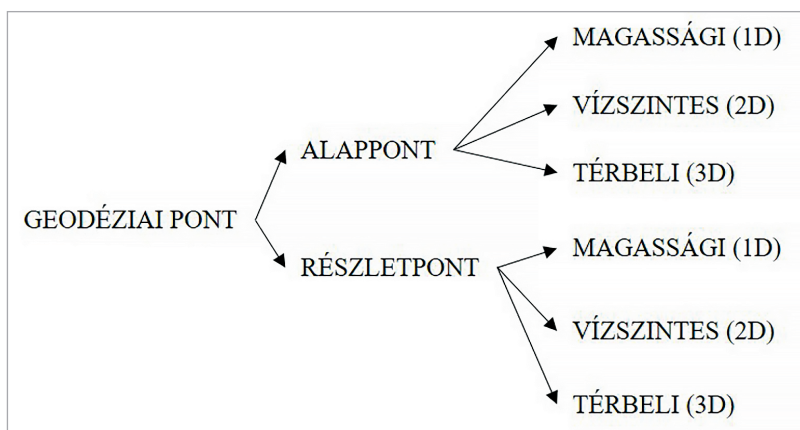 GEODÉZIAI PONT
ALAPPONT
MAGASSÁGI (1D)
VÍZSZINTES (2D)
TÉRBELI (3D)
RÉSZLETPONT
MAGASSÁGI (1D)
VÍZSZINTES (2D)
TÉRBELI (3D)